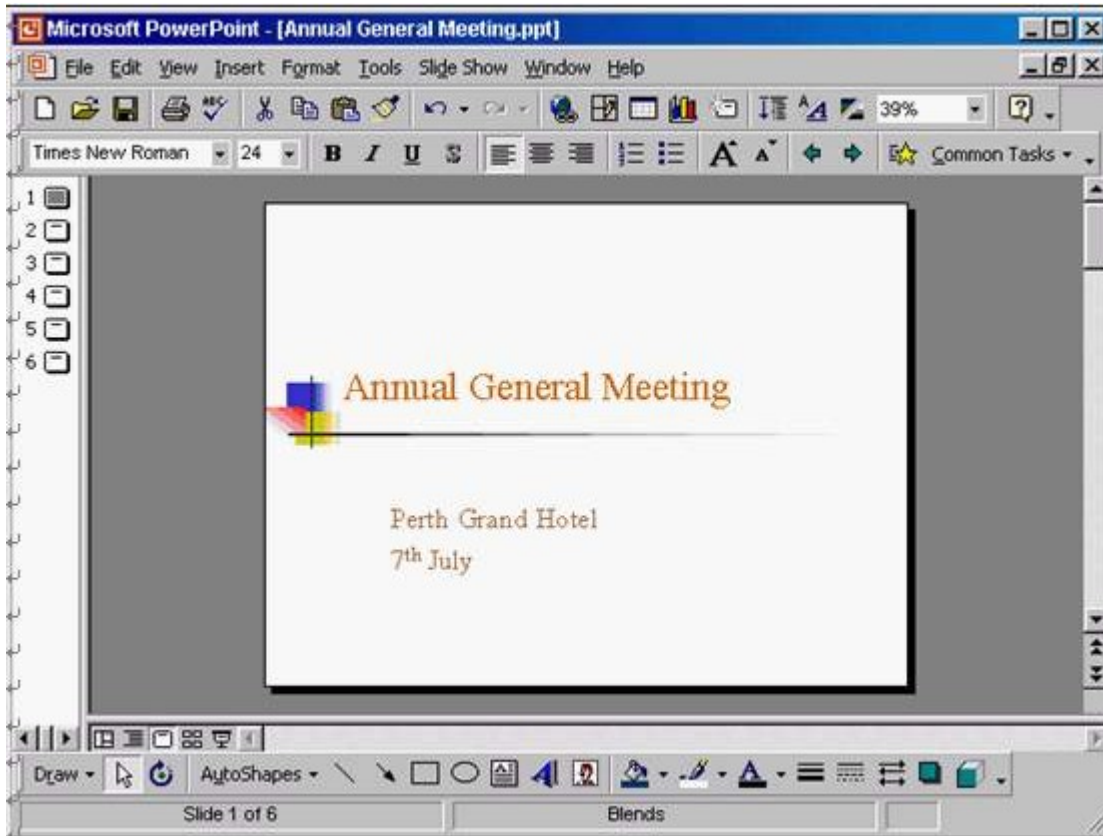 Microsoft PowerPoint - [Annual General Meeting.ppt]
File Edit View Insert Format Tools Slide Show Window Help
39%
Times New Roman 24 B I U S A A Common Tasks
1
2
3
4
5
6
Annual General Meeting
Perth Grand Hotel
7th July
Draw AutoShapes
Slide 1 of 6 Blends